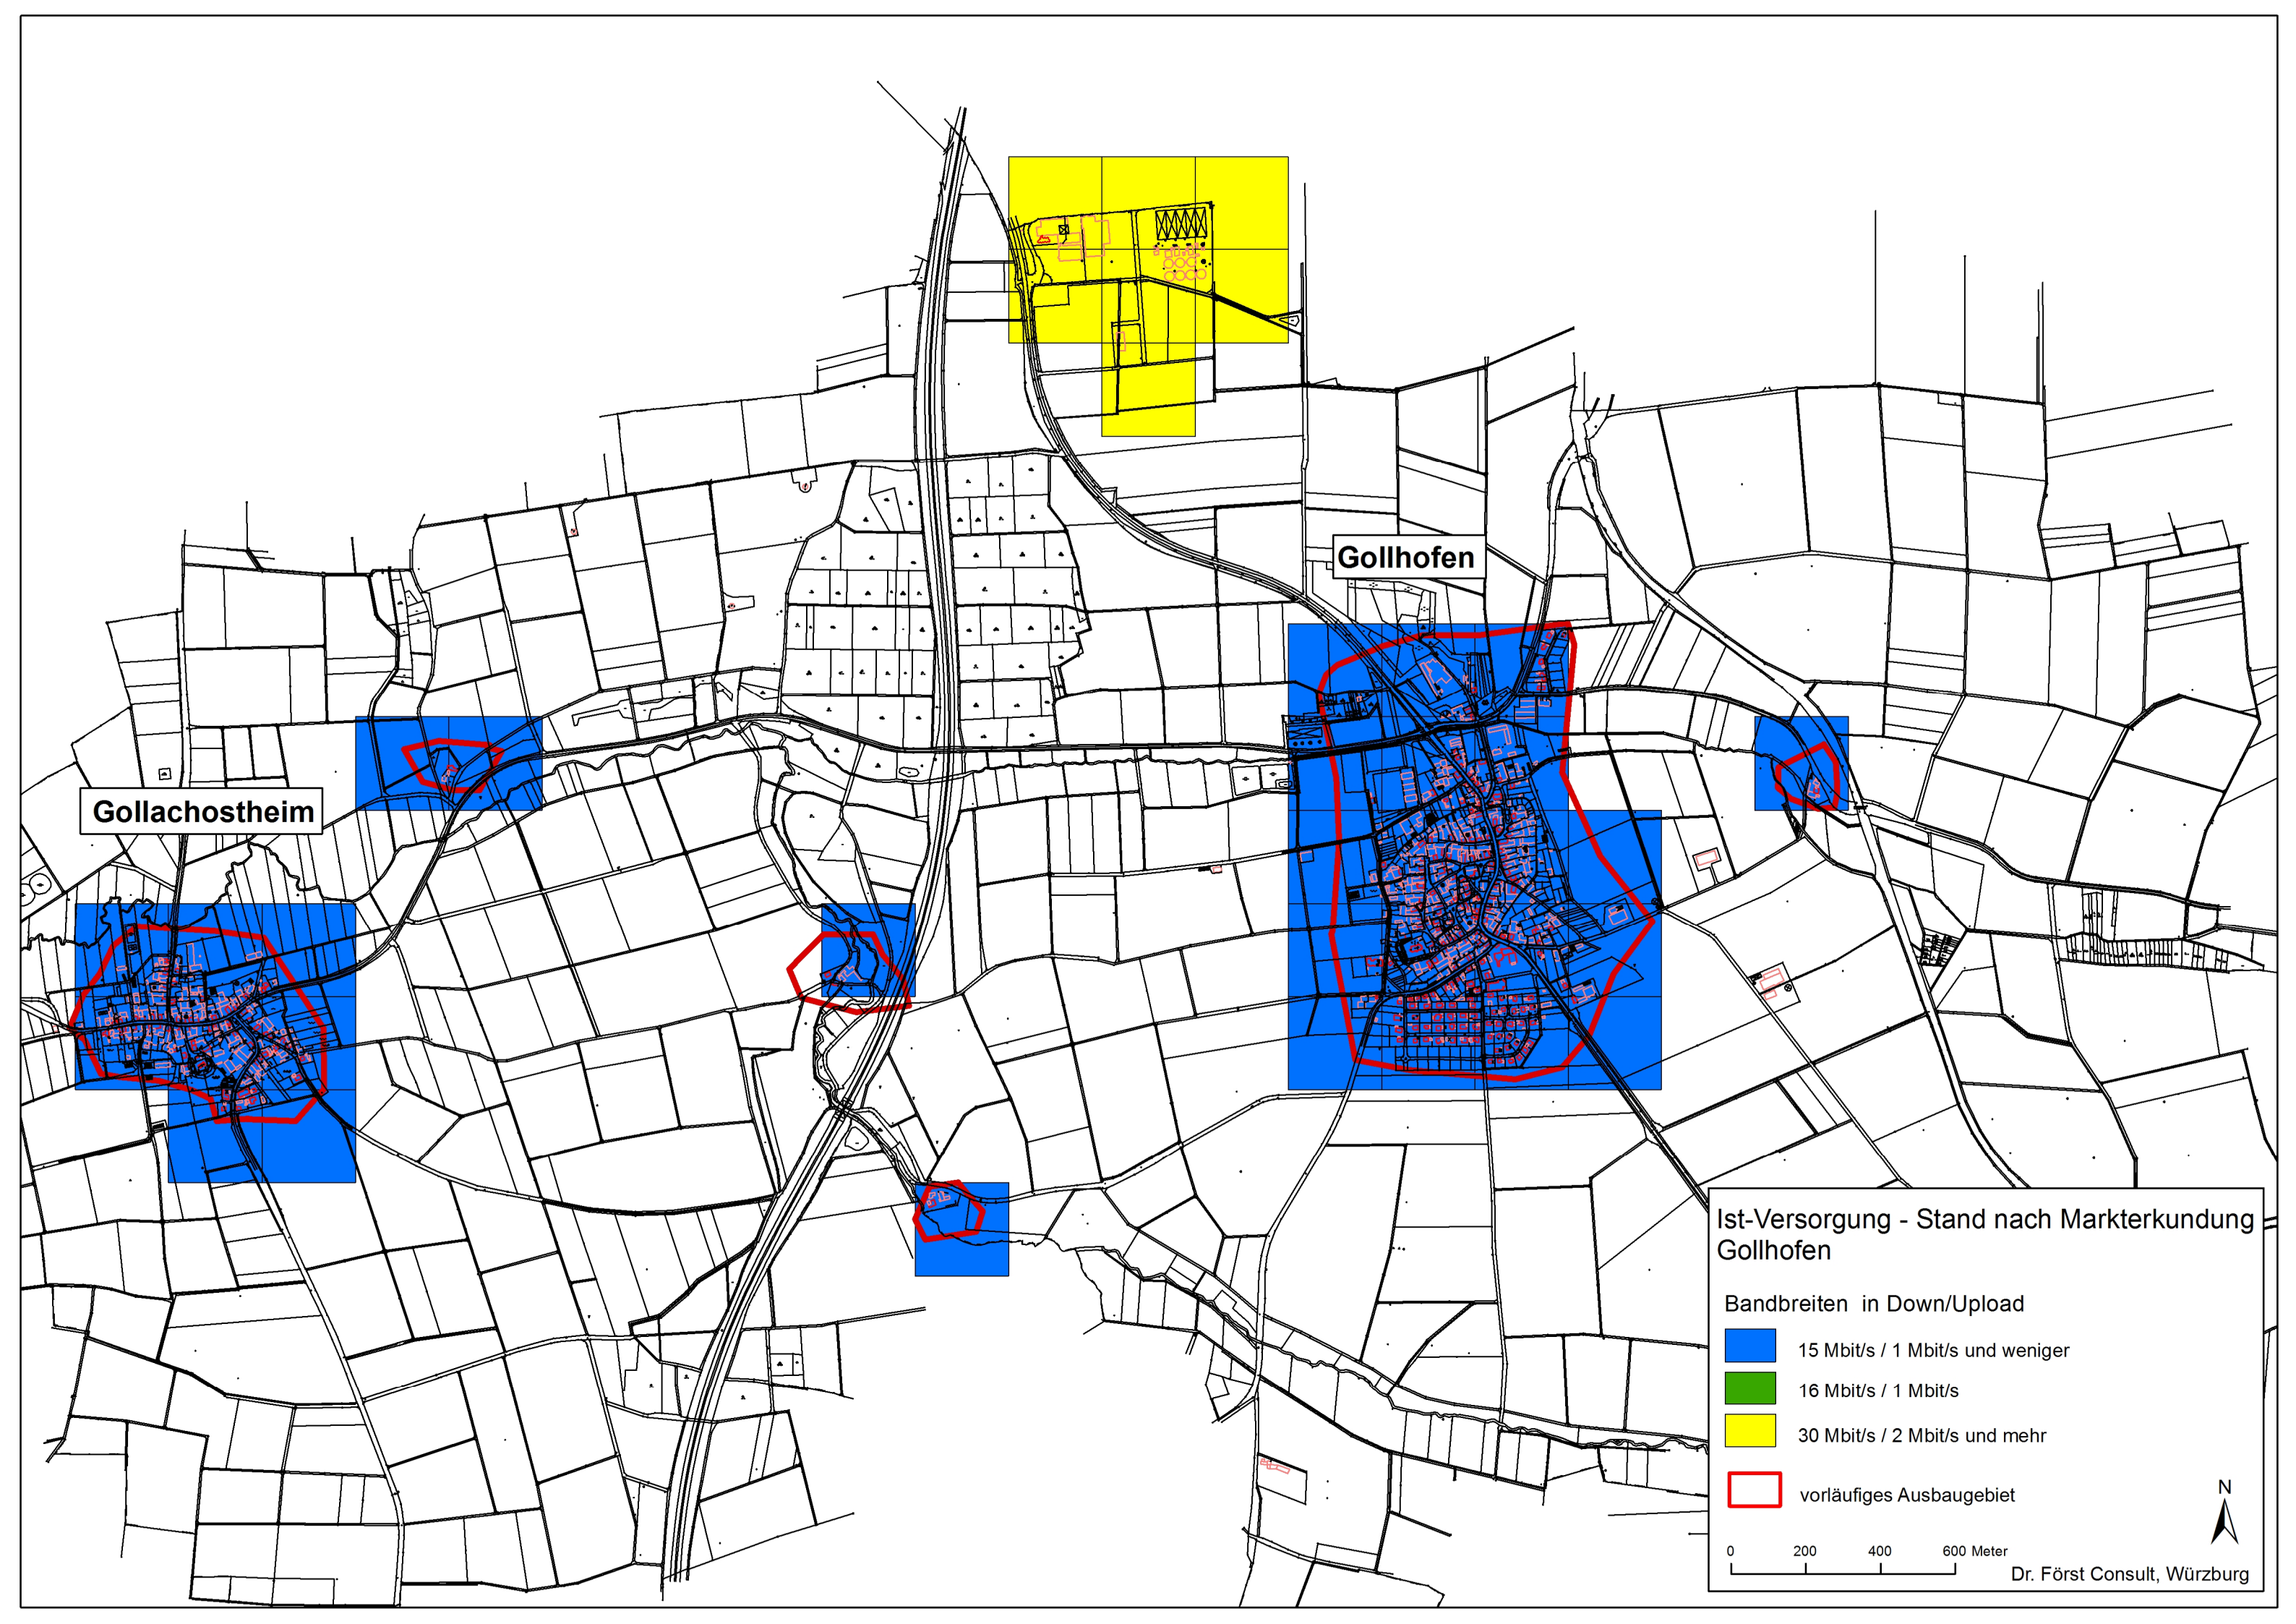 Gollhofen
Gollachostheim
Ist-Versorgung - Stand nach Markterkundung
Gollhofen
Bandbreiten in Down/Upload
15 Mbit/s / 1 Mbit/s und weniger
16 Mbit/s / 1 Mbit/s
30 Mbit/s / 2 Mbit/s und mehr
vorläufiges Ausbaugebiet
N
0 200 400 600 Meter
Dr. Först Consult, Würzburg